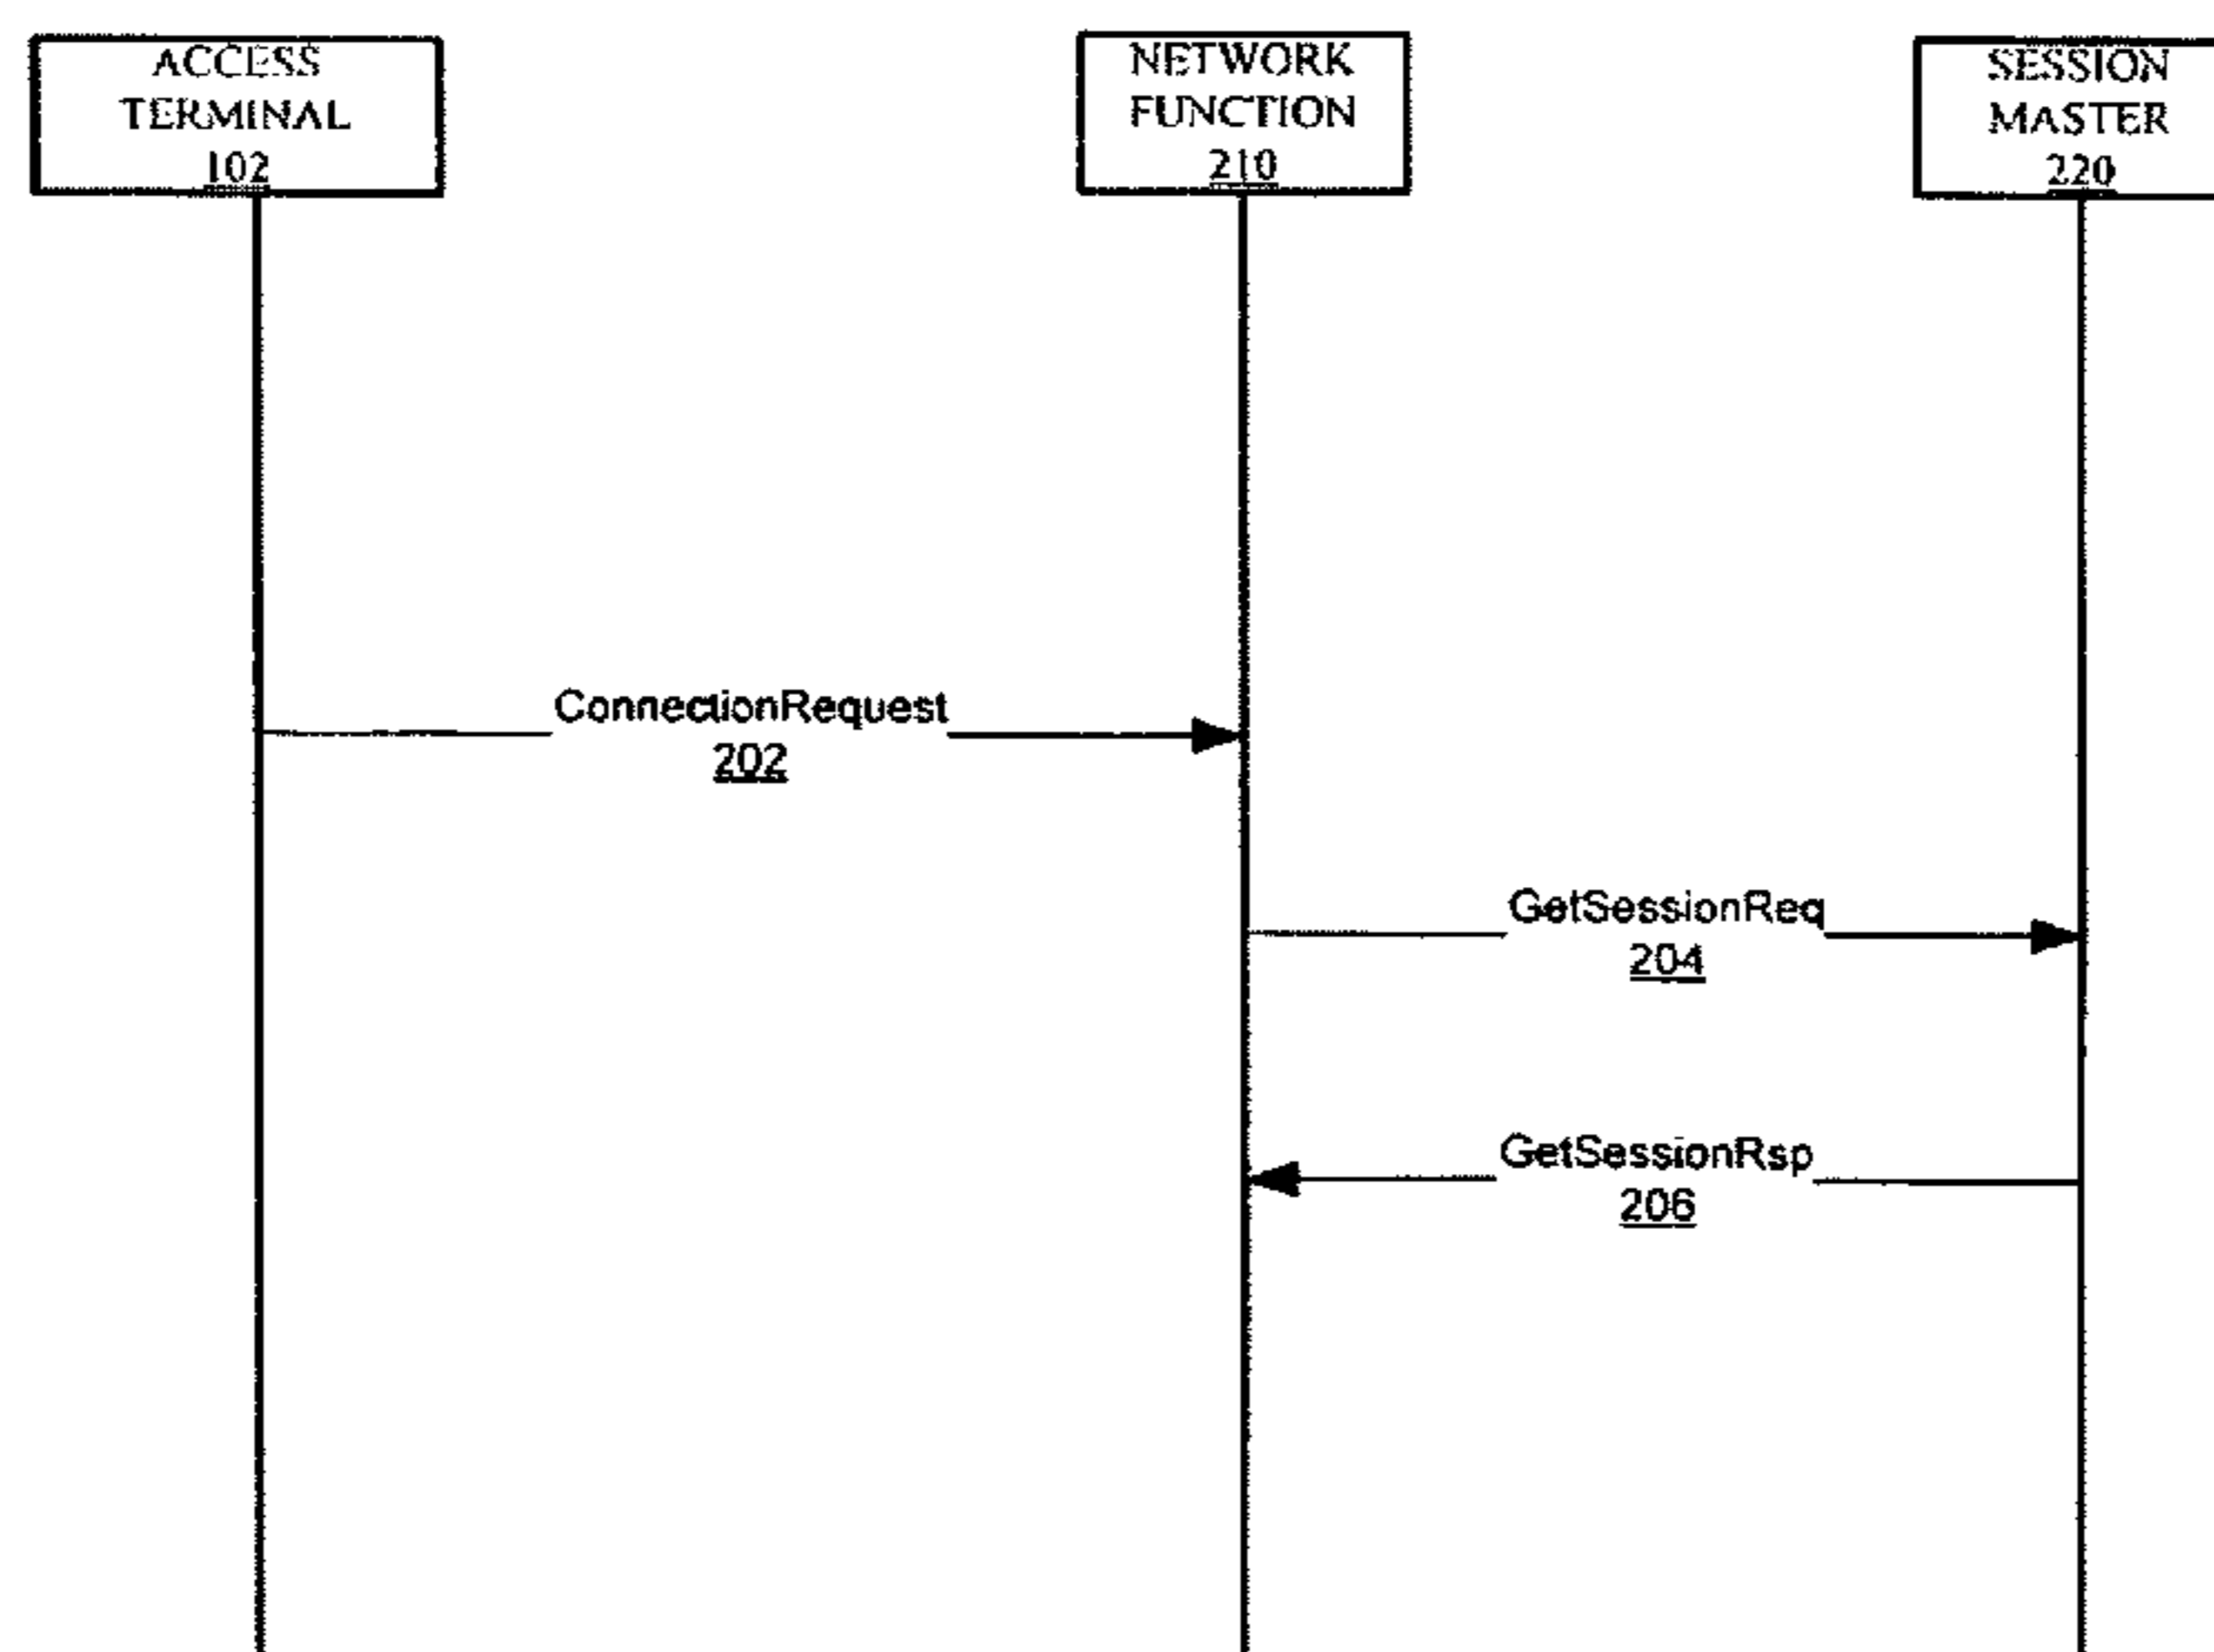 ACCESS
TERMINAL
102
NETWORK
FUNCTION
210
SESSION
MASTER
220
ConnectionRequest
202
GetSessionReq
204
GetSessionRsp
206